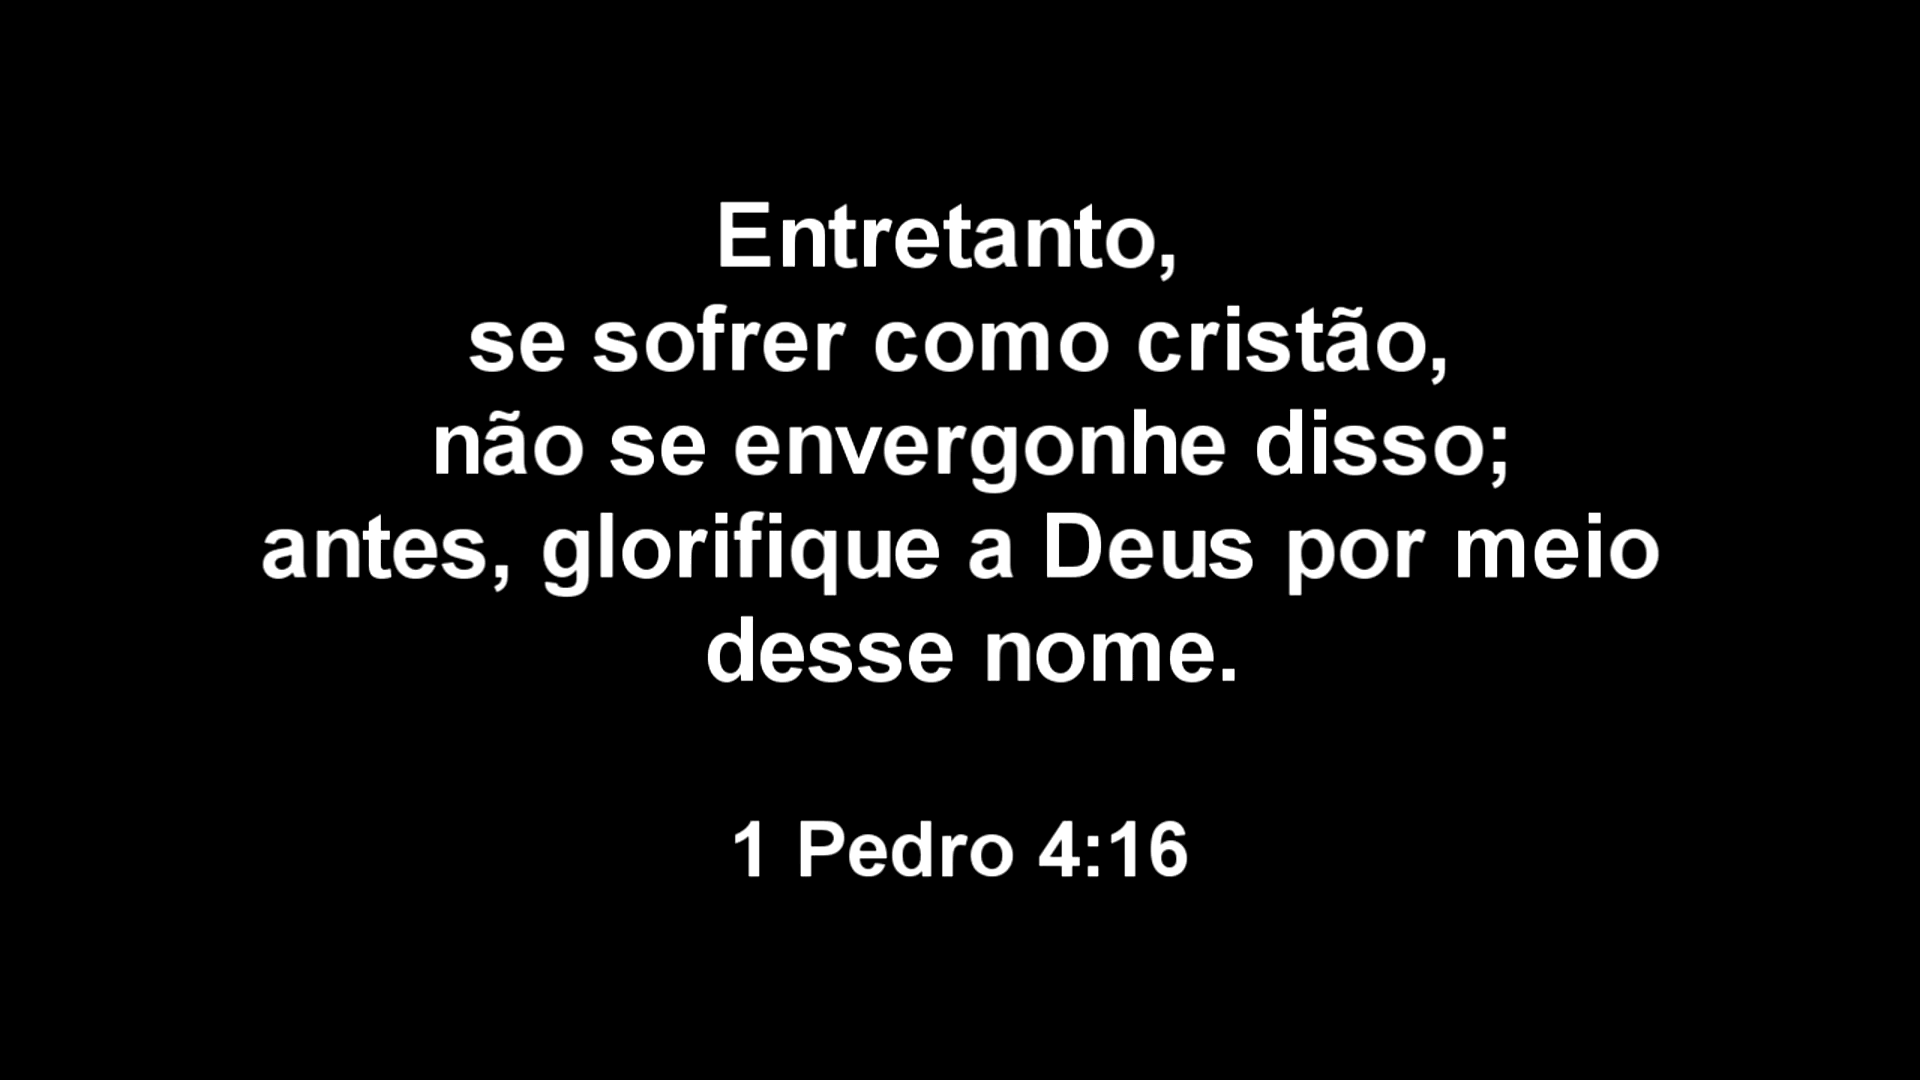 Entretanto,
se sofrer como cristão,
não se envergonhe disso;
antes, glorifique a Deus por meio
desse nome.
1 Pedro 4:16